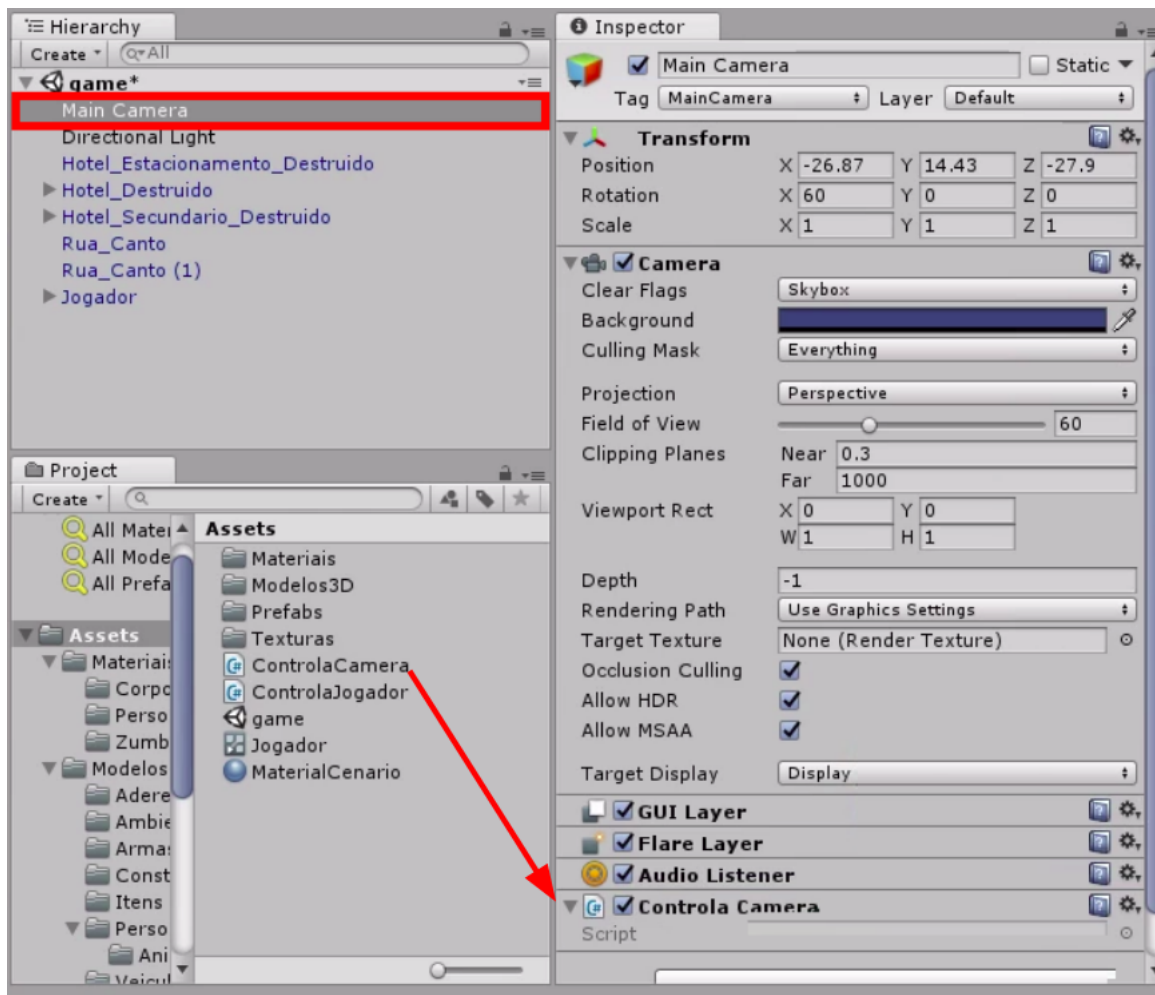 Hierarchy
Create All
game*
Main Camera
Directional Light
Hotel_Estacionamento_Destruido
Hotel_Destruido
Hotel_Secundario_Destruido
Rua_Canto
Rua_Canto (1)
Jogador
Project
Create
All Mater
All Mode
All Prefa
Assets
Materiai
Corpo
Perso
Zumb
Modelos
Adere
Ambie
Arma
Const
Itens
Perso
Ani
Veicul
Assets
Materiais
Modelos3D
Prefabs
Texturas
ControlaCamera
ControlaJogador
game
Jogador
MaterialCenario
Inspector
Main Camera Static
Tag MainCamera Layer Default
Transform
Position X -26.87 Y 14.43 Z -27.9
Rotation X 60 Y 0 Z 0
Scale X 1 Y 1 Z 1
Camera
Clear Flags Skybox
Background
Culling Mask Everything
Projection Perspective
Field of View 60
Clipping Planes Near 0.3
Far 1000
Viewport Rect X 0 Y 0
W 1 H 1
Depth -1
Rendering Path Use Graphics Settings
Target Texture None (Render Texture)
Occlusion Culling
Allow HDR
Allow MSAA
Target Display Display
GUI Layer
Flare Layer
Audio Listener
Controla Camera
Script